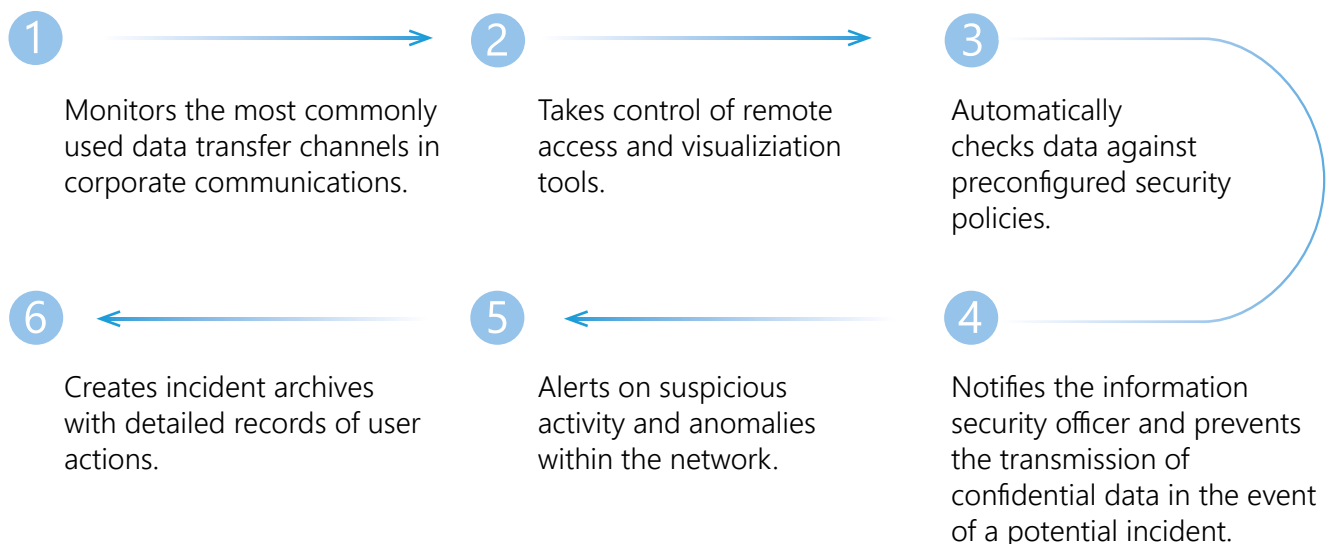 1
Monitors the most commonly
used data transfer channels in
corporate communications.
2
Takes control of remote
access and visualiziation
tools.
3
Automatically
checks data against
preconfigured security
policies.
4
Notifies the information
security officer and prevents
the transmission of
confidential data in the event
of a potential incident.
5
Alerts on suspicious
activity and anomalies
within the network.
6
Creates incident archives
with detailed records of user
actions.